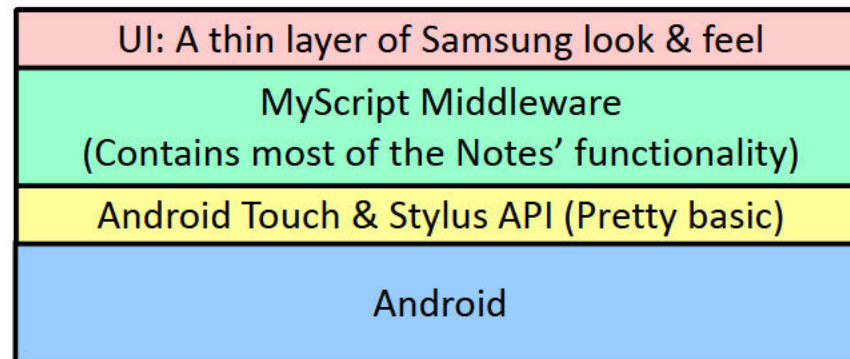 UI: A thin layer of Samsung look & feel
MyScript Middleware
(Contains most of the Notes’ functionality)
Android Touch & Stylus API (Pretty basic)
Android